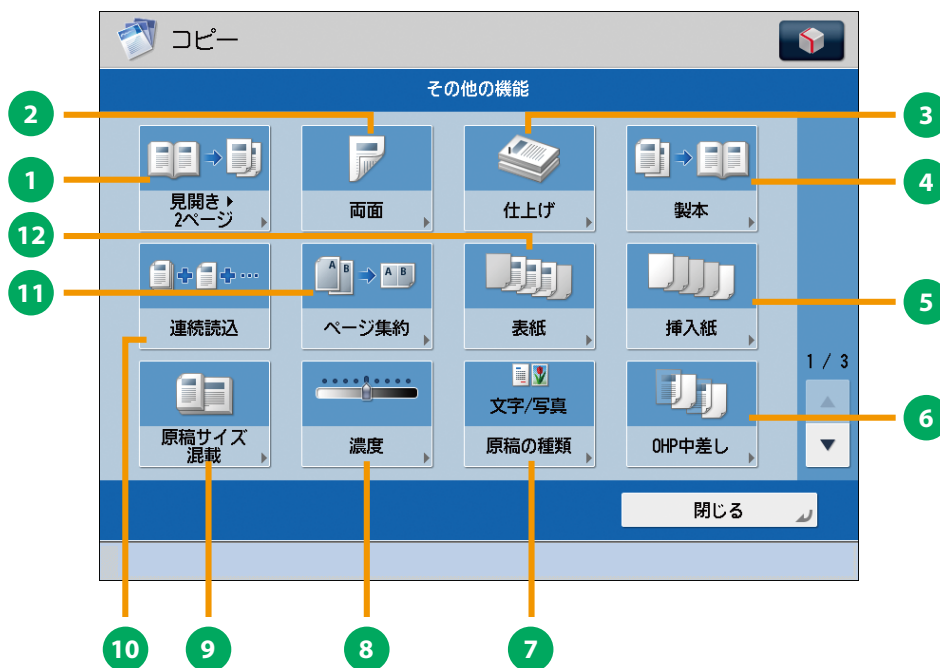 コピー
その他の機能
2
3
1
4
見開き▸
2ページ
両面
仕上げ
製本
12
11
A B A B
5
連続読込
ページ集約
表紙
挿入紙
1 / 3
文字/写真
6
原稿サイズ
混載
濃度
原稿の種類
OHP中差し
閉じる
10
9
8
7